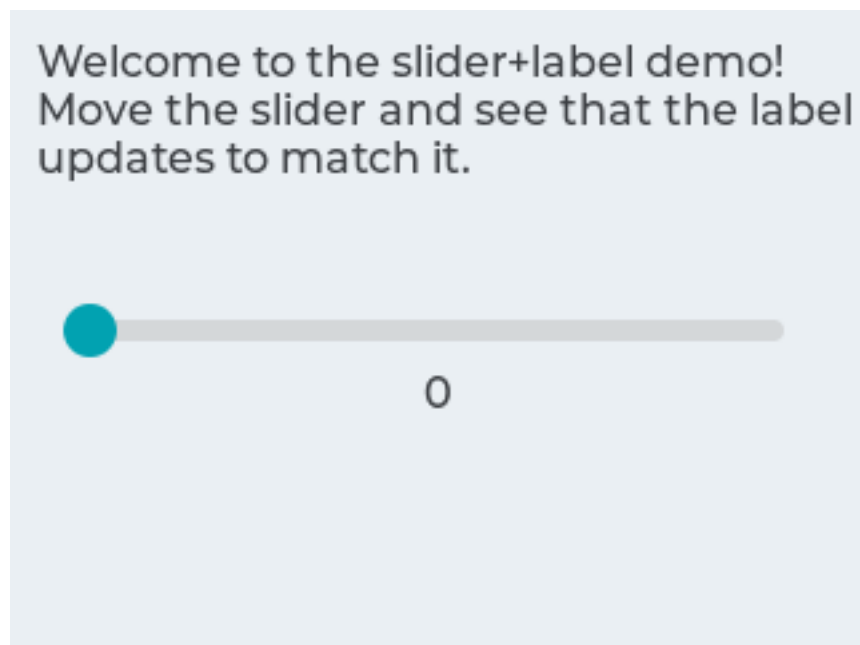 Welcome to the slider+label demo!
Move the slider and see that the label
updates to match it.
0